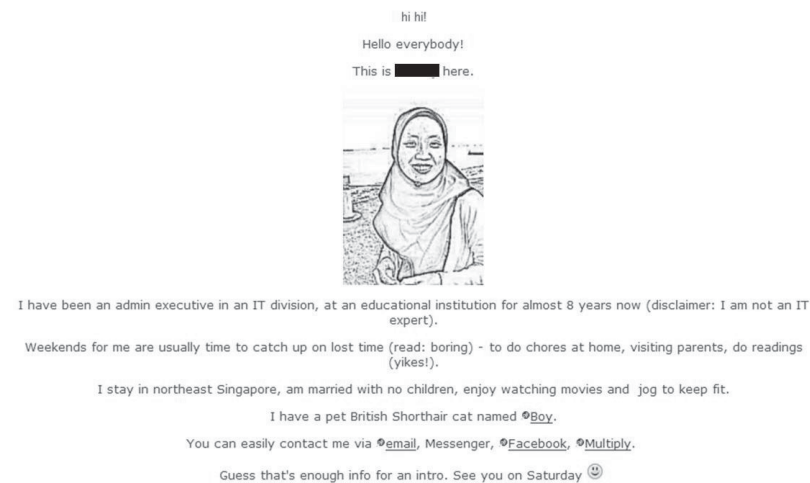 hi hi!
Hello everybody!
This is here.
I have been an admin executive in an IT division, at an educational institution for almost 8 years now (disclaimer: I am not an IT
expert).
Weekends for me are usually time to catch up on lost time (read: boring) - to do chores at home, visiting parents, do readings
(yikes!).
I stay in northeast Singapore, am married with no children, enjoy watching movies and jog to keep fit.
I have a pet British Shorthair cat named Boy.
You can easily contact me via email, Messenger, Facebook, Multiply.
Guess that's enough info for an intro. See you on Saturday